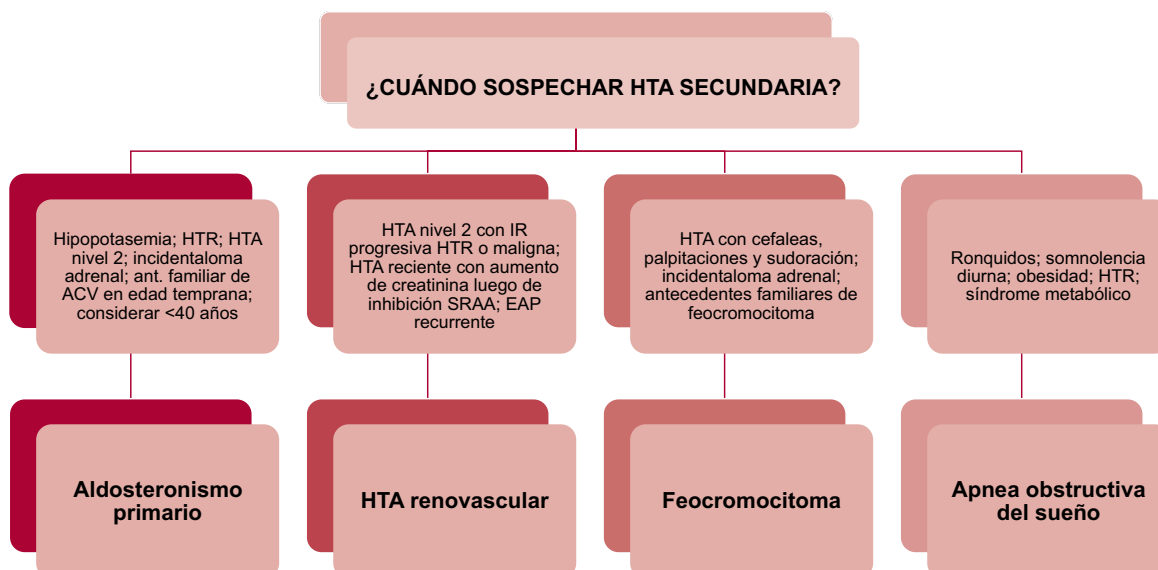 ¿CUÁNDO SOSPECHAR HTA SECUNDARIA?
Hipopotasemia; HTR; HTA
nivel 2; incidentaloma
adrenal; ant. familiar de
ACV en edad temprana;
considerar <40 años
HTA nivel 2 con IR
progresiva HTR o maligna;
HTA reciente con aumento
de creatinina luego de
inhibición SRAA; EAP
recurrente
HTA con cefaleas,
palpitaciones y sudoración;
incidentaloma adrenal;
antecedentes familiares de
feocromocitoma
Ronquidos; somnolencia
diurna; obesidad; HTR;
síndrome metabólico
Aldosteronismo
primario
HTA renovascular
Feocromocitoma
Apnea obstructiva
del sueño